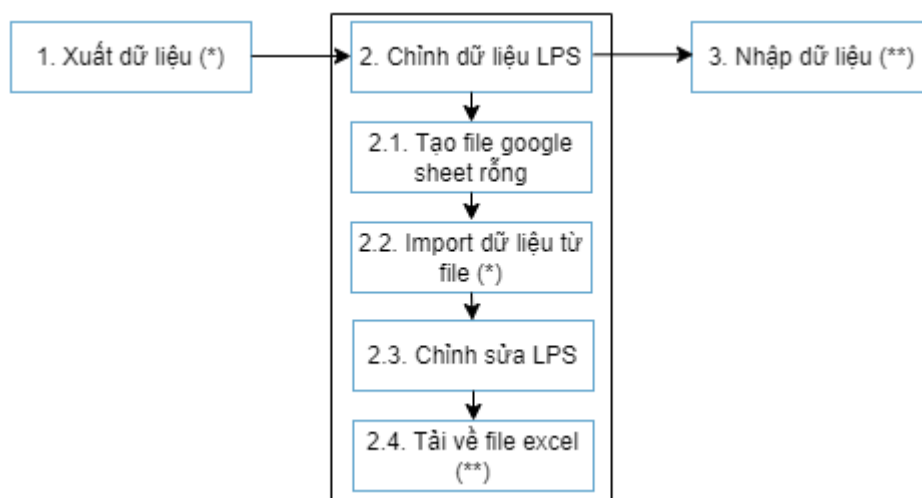 1. Xuất dữ liệu (*)
2. Chỉnh dữ liệu LPS
3. Nhập dữ liệu (**)
2.1. Tạo file google
sheet rỗng
2.2. Import dữ liệu từ
file (*)
2.3. Chỉnh sửa LPS
2.4. Tải về file excel
(**)